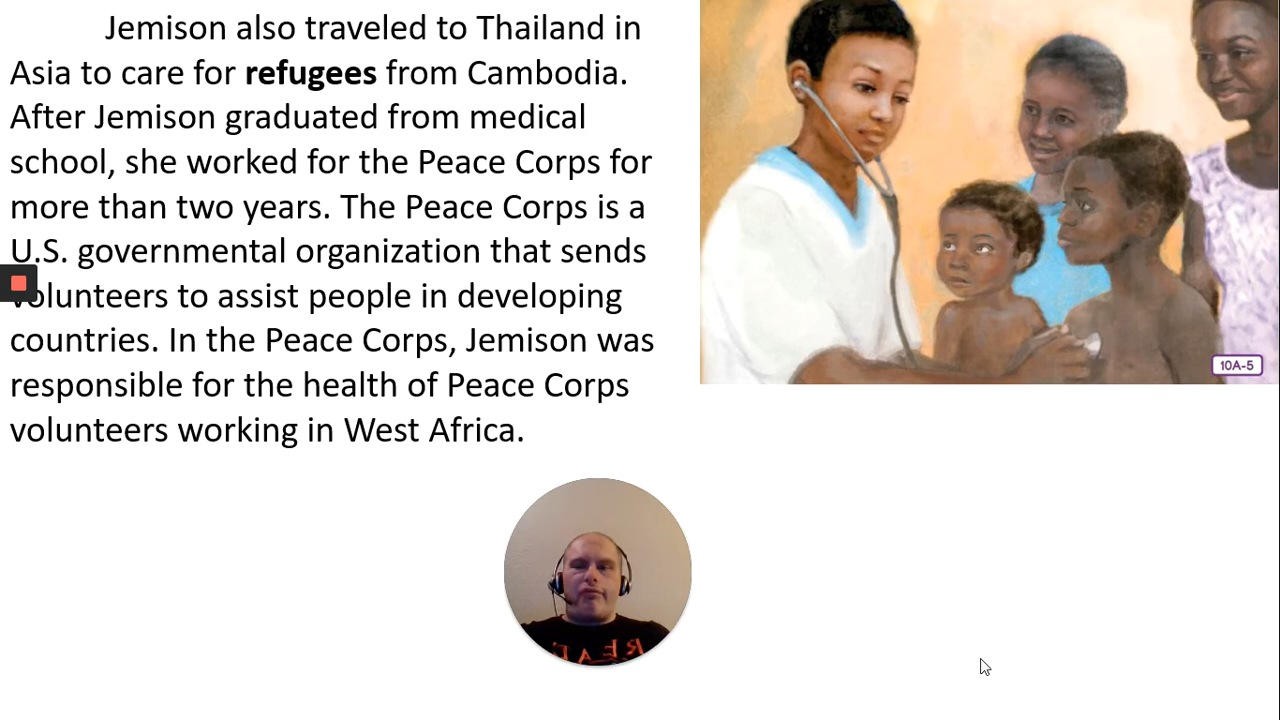 Jemison also traveled to Thailand in
Asia to care for refugees from Cambodia.
After Jemison graduated from medical
school, she worked for the Peace Corps for
more than two years. The Peace Corps is a
U.S. governmental organization that sends
volunteers to assist people in developing
countries. In the Peace Corps, Jemison was
responsible for the health of Peace Corps
volunteers working in West Africa.
10A-5